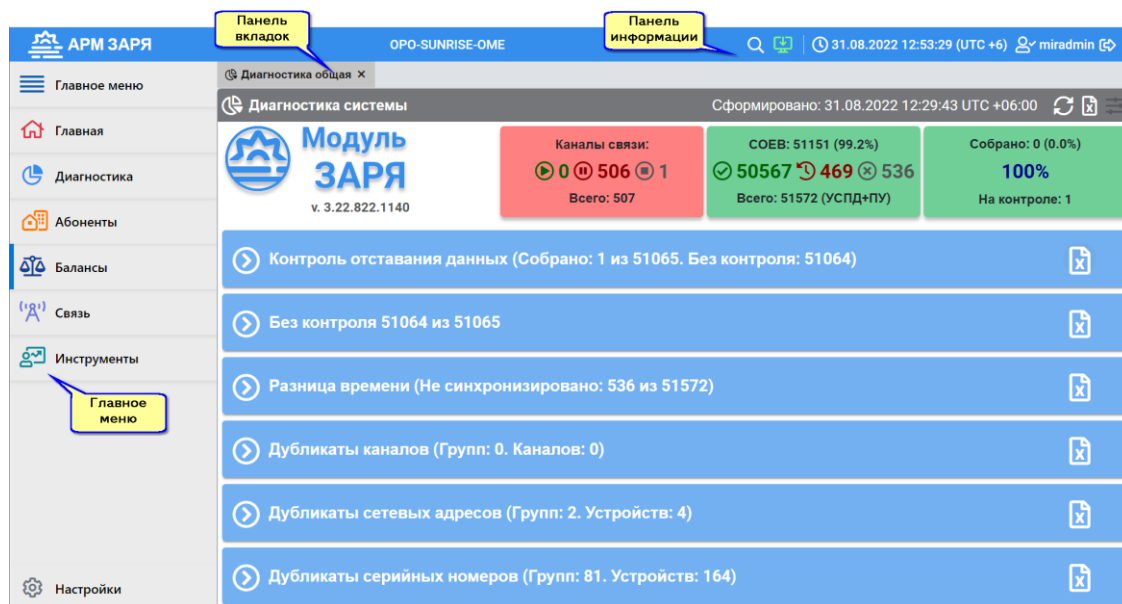 Панель
вкладок
Панель
информации
АРМ ЗАРЯ
OPO-SUNRISE-OME
31.08.2022 12:53:29 (UTC +6) miradmin
Главное меню
Главная
Диагностика
Абоненты
Балансы
Связь
Инструменты
Главное
меню
Настройки
Диагностика общая ×
Диагностика системы
Сформировано: 31.08.2022 12:29:43 UTC +06:00
Модуль
ЗАРЯ
v. 3.22.822.1140
Каналы связи:
0 506 1
Всего: 507
СОЕВ: 51151 (99.2%)
50567 469 536
Всего: 51572 (УСПД+ПУ)
Собрано: 0 (0.0%)
100%
На контроле: 1
Контроль отставания данных (Собрано: 1 из 51065. Без контроля: 51064)
Без контроля 51064 из 51065
Разница времени (Не синхронизировано: 536 из 51572)
Дубликаты каналов (Групп: 0. Каналов: 0)
Дубликаты сетевых адресов (Групп: 2. Устройств: 4)
Дубликаты серийных номеров (Групп: 81. Устройств: 164)